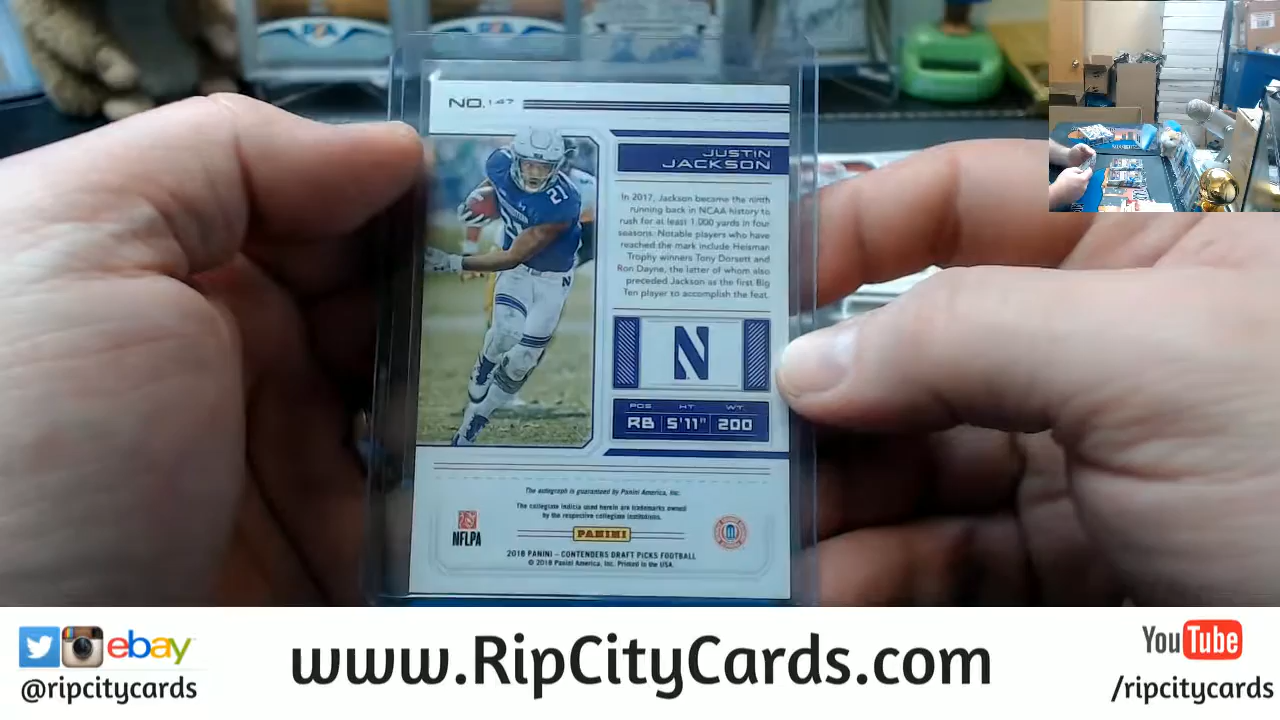 NO. 147
JUSTIN
JACKSON
In 2017, Jackson became the ninth
running back in NCAA history to
rush for at least 1,000 yards in four
seasons. Notable players who have
reached the mark include Heisman
Trophy winners Tony Dorsett and
Ron Dayne, the latter of whom also
preceded Jackson as the first Big
Ten player to accomplish the feat.
21
N
N
POS HT WT
RB 5'11" 200
The autograph is guaranteed by Panini America, Inc.
The collegiate indicia used herein are trademarks owned
by the respective collegiate institutions.
NFLPA
PANINI
2018 PANINI – CONTENDERS DRAFT PICKS FOOTBALL
© 2018 Panini America, Inc. Printed in the USA.
ebay
@ripcitycards
www.RipCityCards.com
YouTube
/ripcitycards